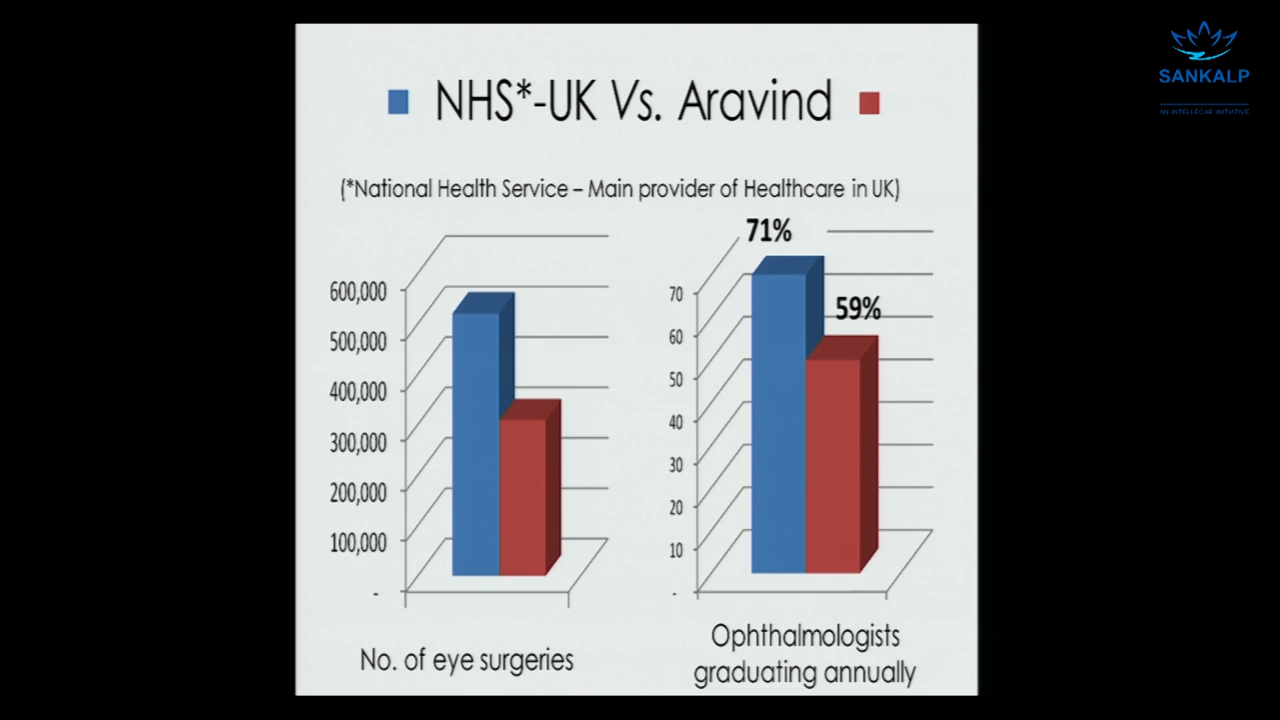 SANKALP
AN INTELLECAP INITIATIVE
NHS*-UK Vs. Aravind
(*National Health Service – Main provider of Healthcare in UK)
600,000
500,000
400,000
300,000
200,000
100,000
-
No. of eye surgeries
71%
59%
70
60
50
40
30
20
10
-
Ophthalmologists
graduating annually